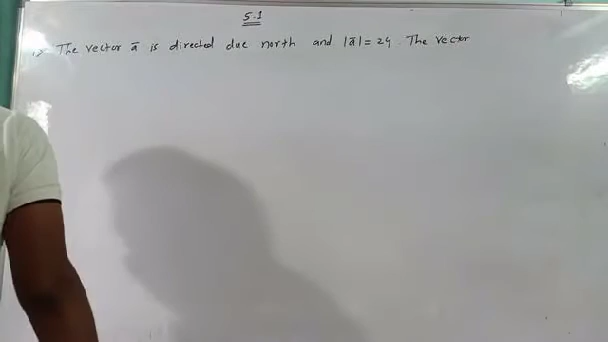 5.1
1> The vector ā is directed due north and |ā| = 24. The vector